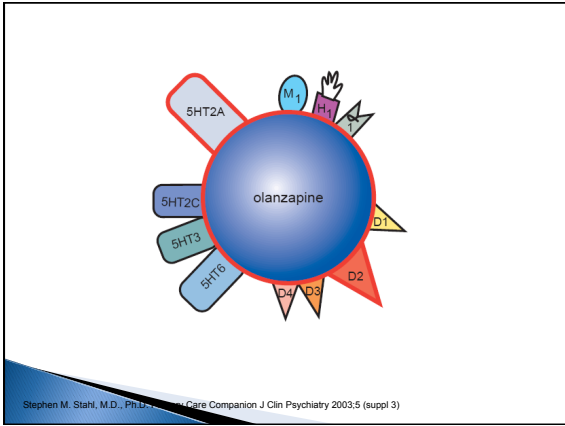 5HT2A
M1
H1
α1
5HT2C
olanzapine
5HT3
D1
5HT6
D2
D4
D3
Stephen M. Stahl, M.D., Ph.D. Care Companion J Clin Psychiatry 2003;5 (suppl 3)